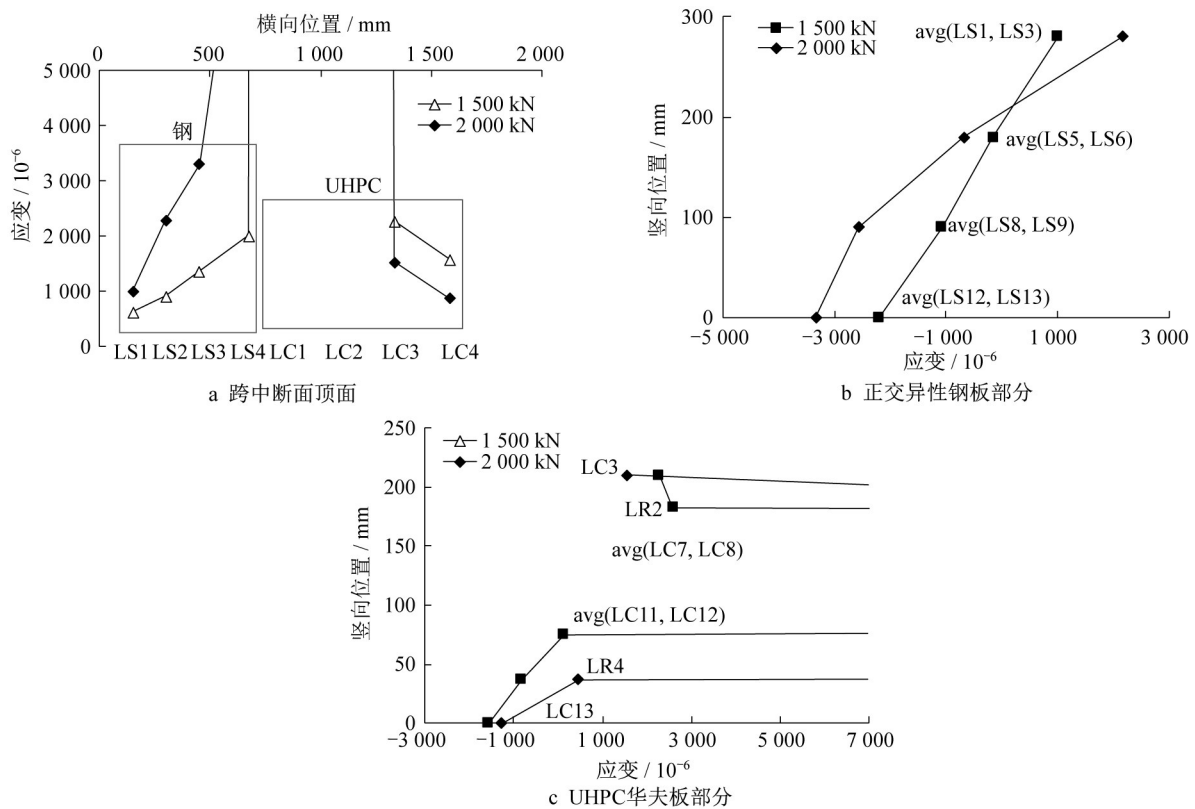 横向位置 / mm
0 500 1 000 1 500 2 000
5 000
4 000
3 000
2 000
1 000
0
应变 / 10⁻⁶
钢
UHPC
1 500 kN
2 000 kN
LS1 LS2 LS3 LS4 LC1 LC2 LC3 LC4
a 跨中断面顶面
300
200
100
0
竖向位置 / mm
1 500 kN
2 000 kN
avg(LS1, LS3)
avg(LS5, LS6)
avg(LS8, LS9)
avg(LS12, LS13)
−5 000 −3 000 −1 000 1 000 3 000
应变 / 10⁻⁶
b 正交异性钢板部分
250
200
150
100
50
0
竖向位置 / mm
1 500 kN
2 000 kN
LC3
LR2
avg(LC7, LC8)
avg(LC11, LC12)
LR4
LC13
−3 000 −1 000 1 000 3 000 5 000 7 000
应变 / 10⁻⁶
c UHPC华夫板部分